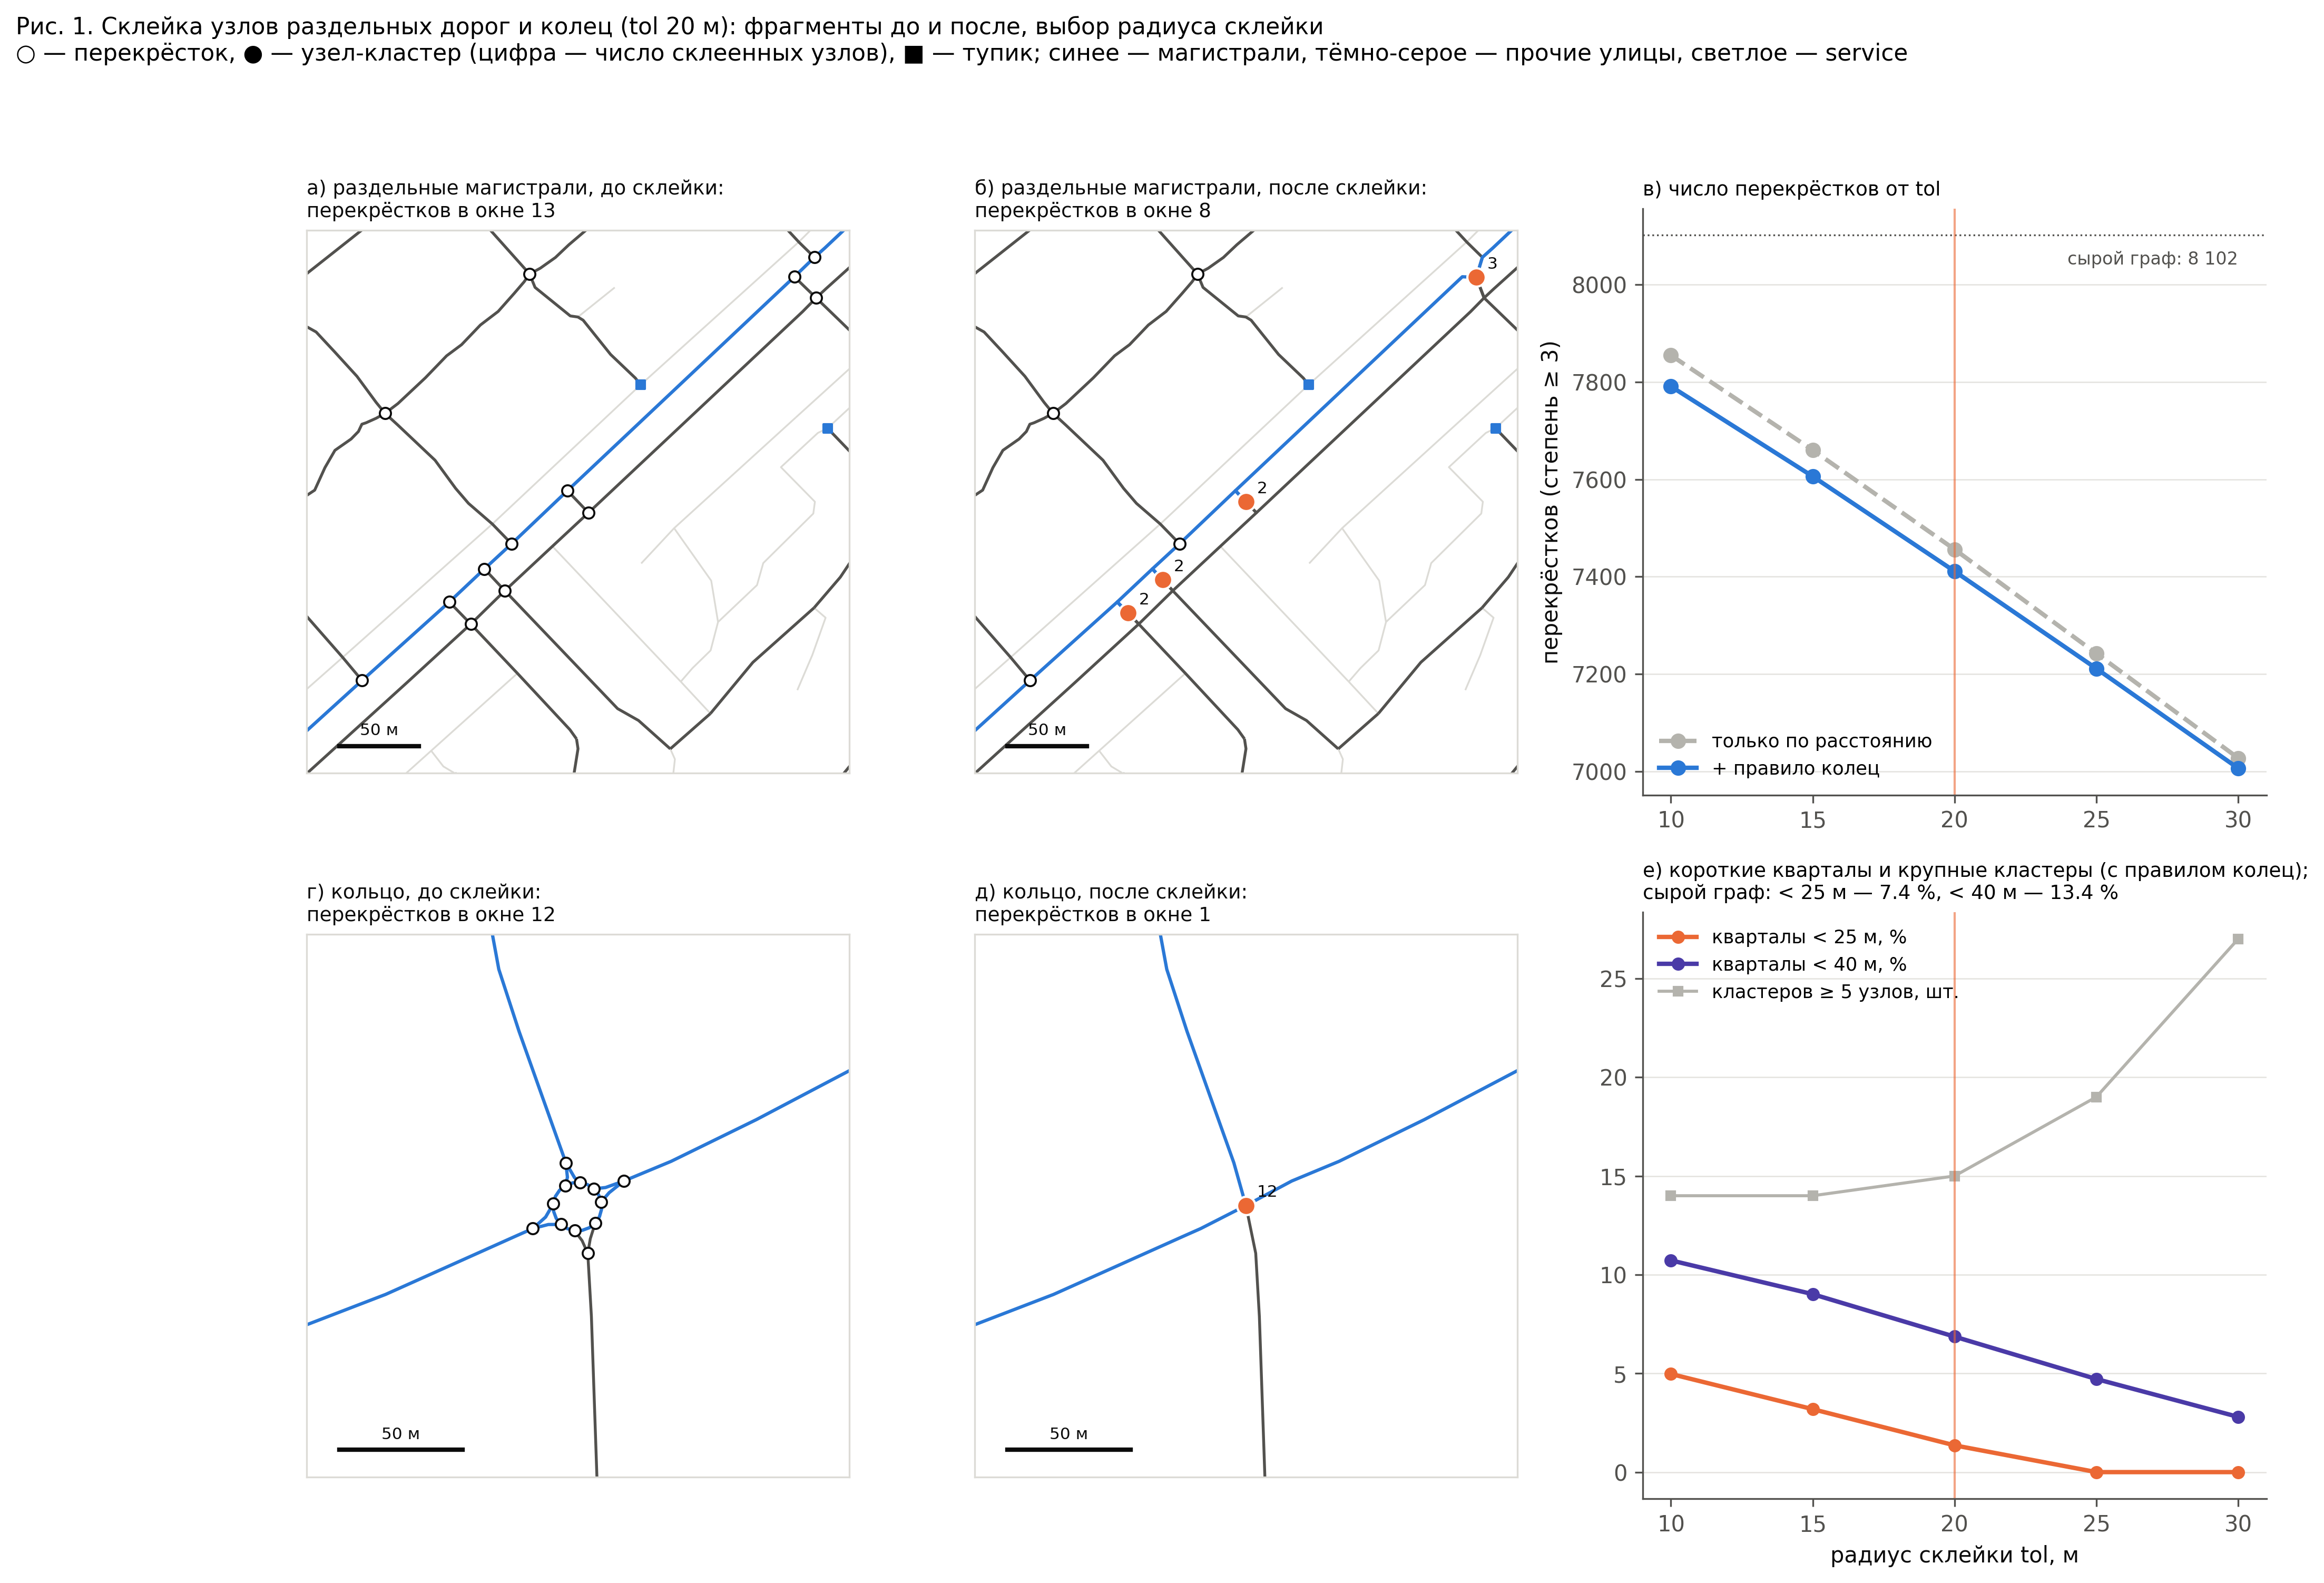 Рис. 1. Склейка узлов раздельных дорог и колец (tol 20 м): фрагменты до и после, выбор радиуса склейки
○ — перекрёсток, ● — узел-кластер (цифра — число склеенных узлов), ■ — тупик; синее — магистрали, тёмно-серое — прочие улицы, светлое — service
а) раздельные магистрали, до склейки:
перекрёстков в окне 13
50 м
б) раздельные магистрали, после склейки:
перекрёстков в окне 8
3
2
2
2
50 м
в) число перекрёстков от tol
сырой граф: 8 102
перекрёстков (степень ≥ 3)
8000
7800
7600
7400
7200
7000
только по расстоянию
+ правило колец
10 15 20 25 30
г) кольцо, до склейки:
перекрёстков в окне 12
50 м
д) кольцо, после склейки:
перекрёстков в окне 1
12
50 м
е) короткие кварталы и крупные кластеры (с правилом колец);
сырой граф: < 25 м — 7.4 %, < 40 м — 13.4 %
кварталы < 25 м, %
кварталы < 40 м, %
кластеров ≥ 5 узлов, шт.
25
20
15
10
5
0
10 15 20 25 30
радиус склейки tol, м